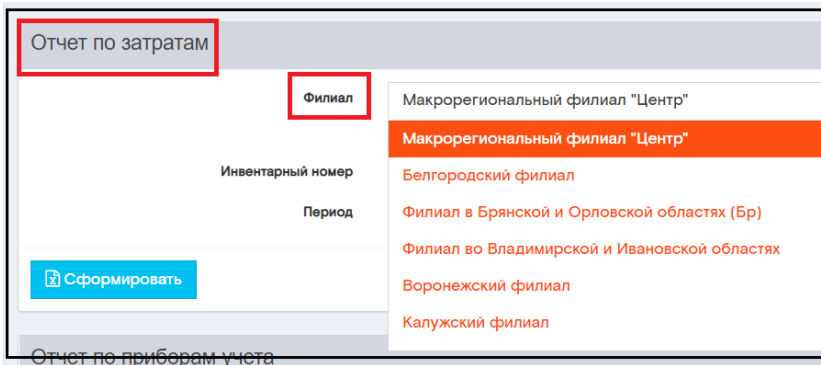 Отчет по затратам
Филиал
Макрорегиональный филиал "Центр"
Макрорегиональный филиал "Центр"
Инвентарный номер
Белгородский филиал
Период
Филиал в Брянской и Орловской областях (Бр)
Филиал во Владимирской и Ивановской областях
Сформировать
Воронежский филиал
Калужский филиал
Отчет по приборам учета